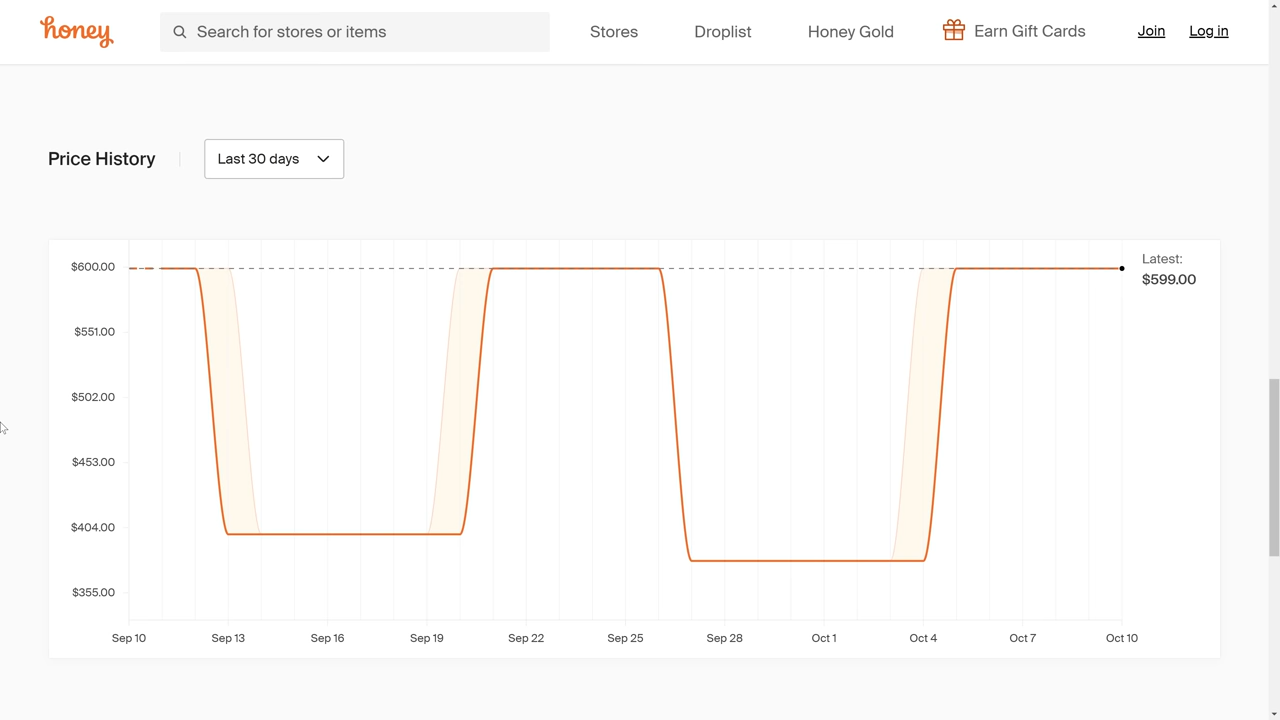 honey
Search for stores or items
Stores
Droplist
Honey Gold
Earn Gift Cards
Join
Log in
Price History
Last 30 days
$600.00
$551.00
$502.00
$453.00
$404.00
$355.00
Latest:
$599.00
Sep 10
Sep 13
Sep 16
Sep 19
Sep 22
Sep 25
Sep 28
Oct 1
Oct 4
Oct 7
Oct 10